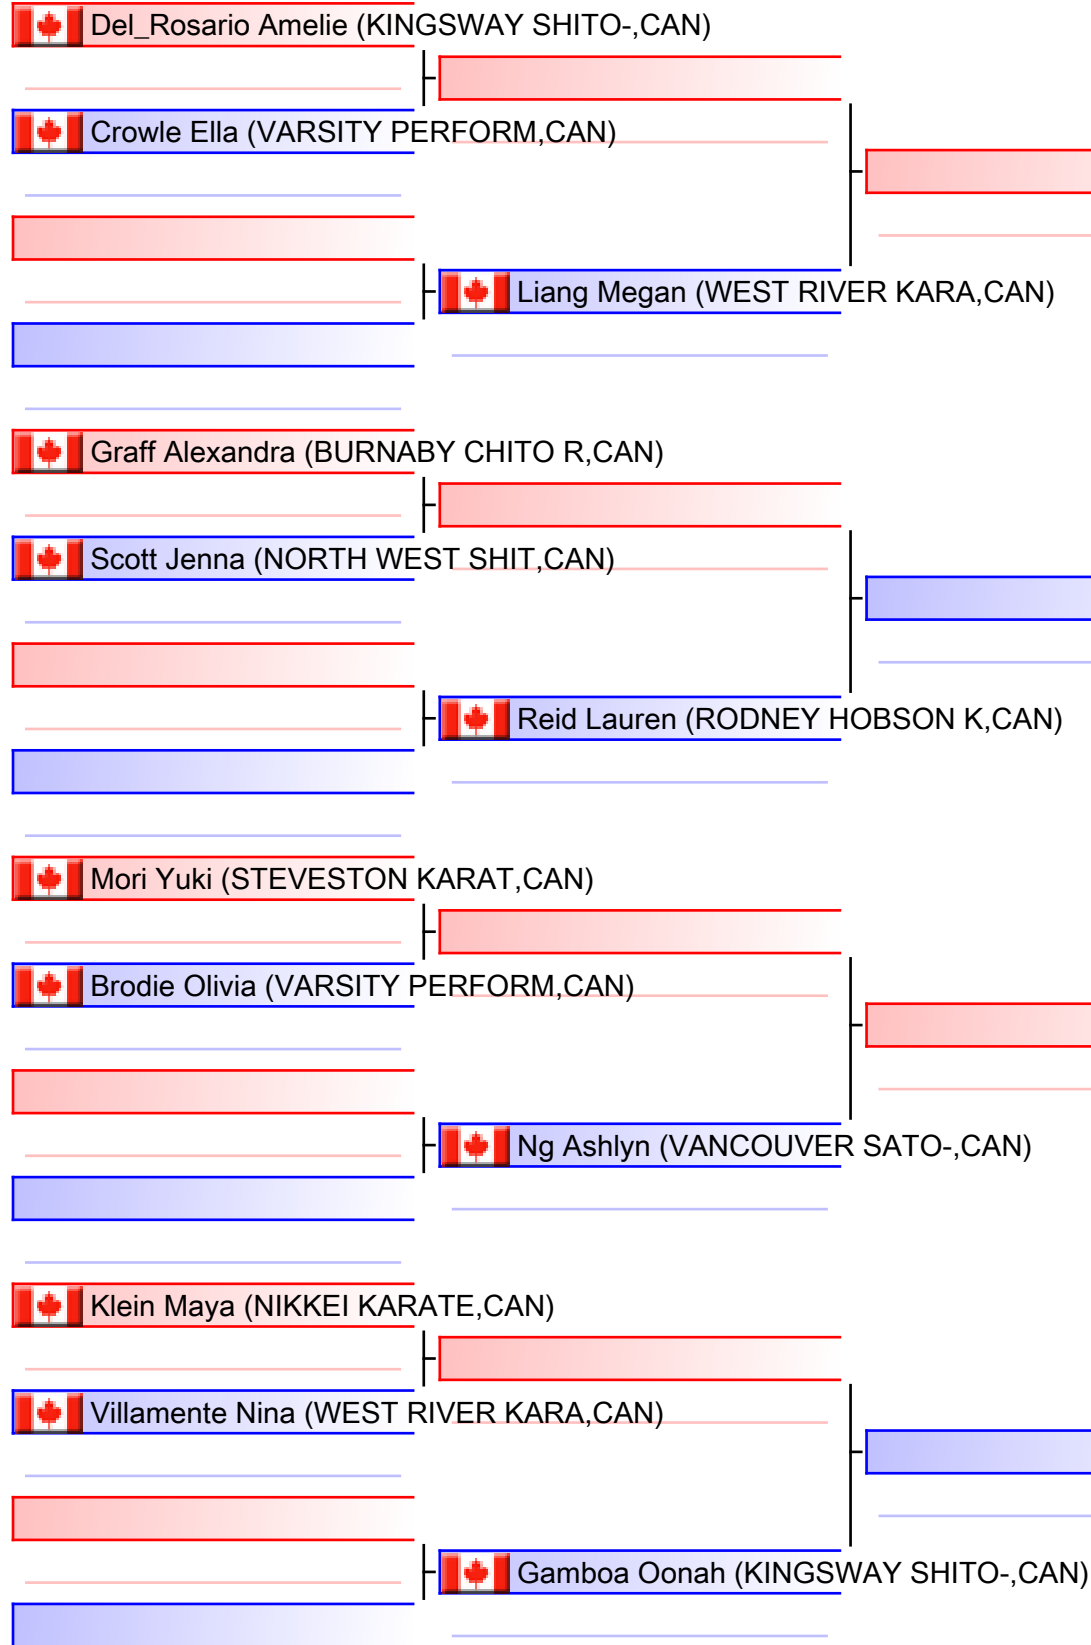 Del_Rosario Amelie (KINGSWAY SHITO-,CAN)
Crowle Ella (VARSITY PERFORM,CAN)
Liang Megan (WEST RIVER KARA,CAN)
Graff Alexandra (BURNABY CHITO R,CAN)
Scott Jenna (NORTH WEST SHIT,CAN)
Reid Lauren (RODNEY HOBSON K,CAN)
Mori Yuki (STEVESTON KARAT,CAN)
Brodie Olivia (VARSITY PERFORM,CAN)
Ng Ashlyn (VANCOUVER SATO-,CAN)
Klein Maya (NIKKEI KARATE,CAN)
Villamente Nina (WEST RIVER KARA,CAN)
Gamboa Oonah (KINGSWAY SHITO-,CAN)